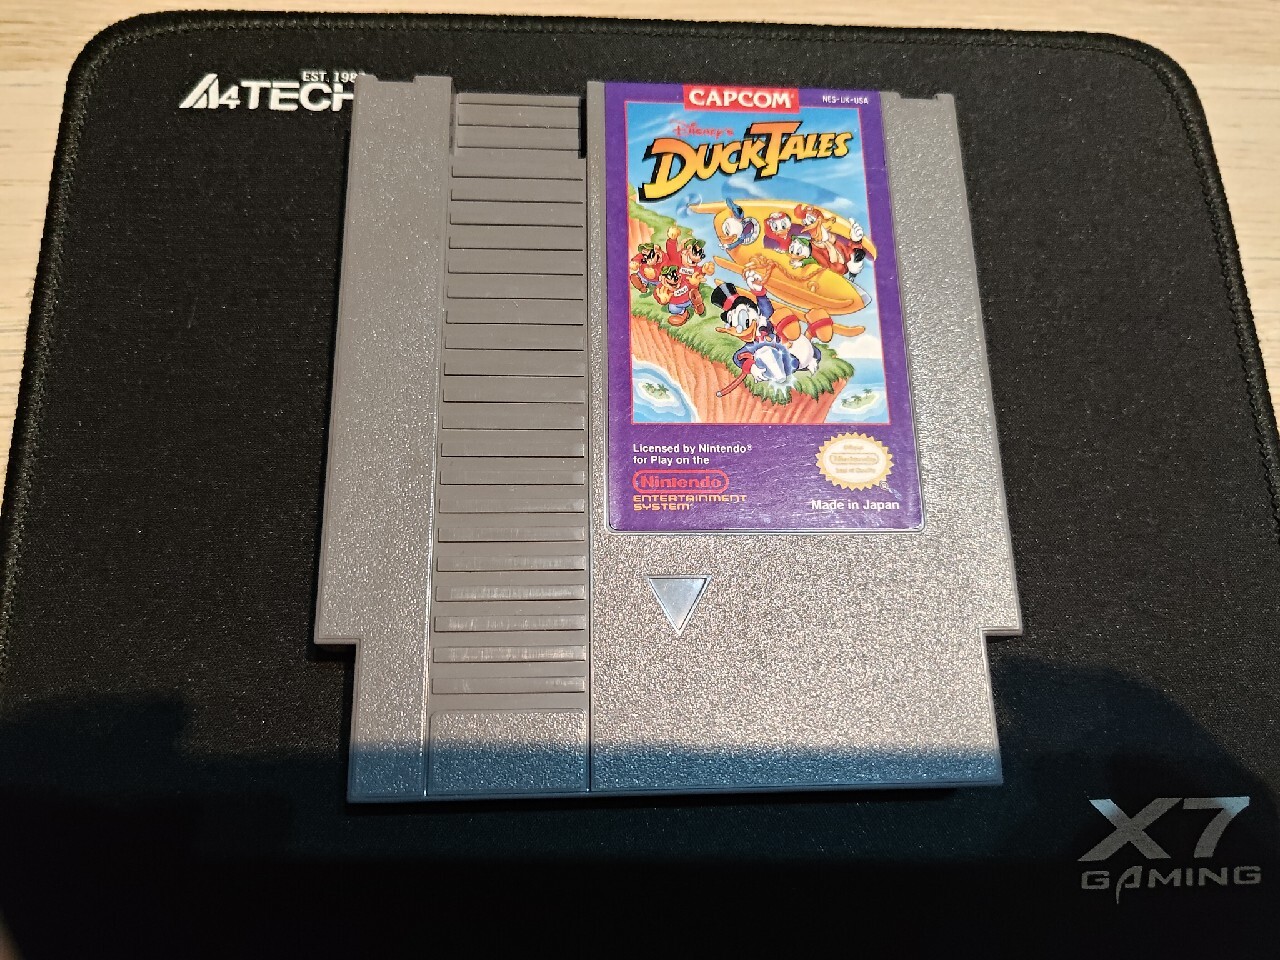 EST. 198
A4TECH
CAPCOM
NES-UK-USA
Disney's
DUCKTALES
Licensed by Nintendo®
for Play on the
Nintendo
ENTERTAINMENT
SYSTEM
Nintendo
Made in Japan
X7
GAMING